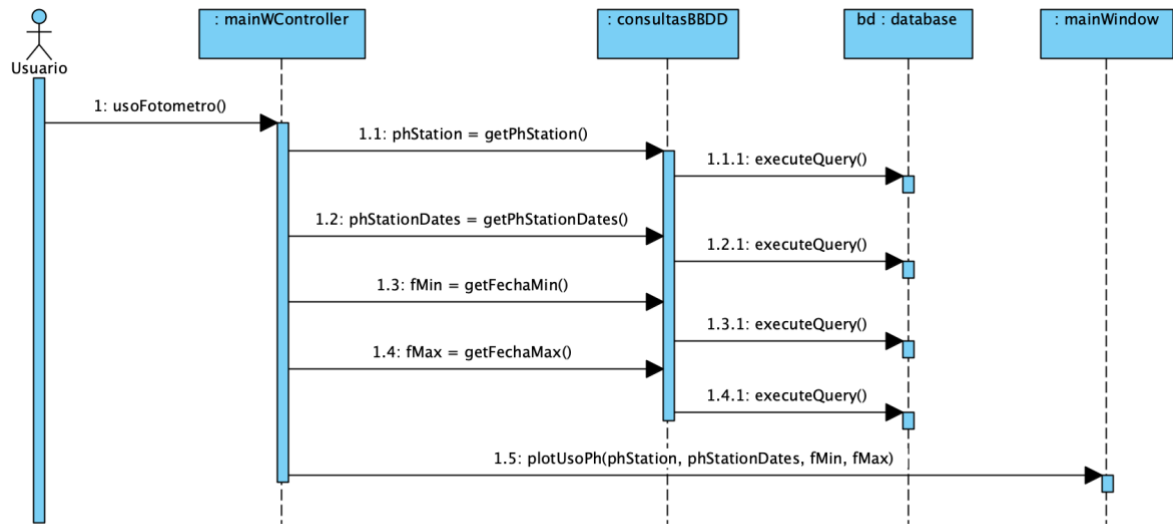 : mainWController
: consultasBBDD
bd : database
: mainWindow
Usuario
1: usoFotometro()
1.1: phStation = getPhStation()
1.1.1: executeQuery()
1.2: phStationDates = getPhStationDates()
1.2.1: executeQuery()
1.3: fMin = getFechaMin()
1.3.1: executeQuery()
1.4: fMax = getFechaMax()
1.4.1: executeQuery()
1.5: plotUsoPh(phStation, phStationDates, fMin, fMax)